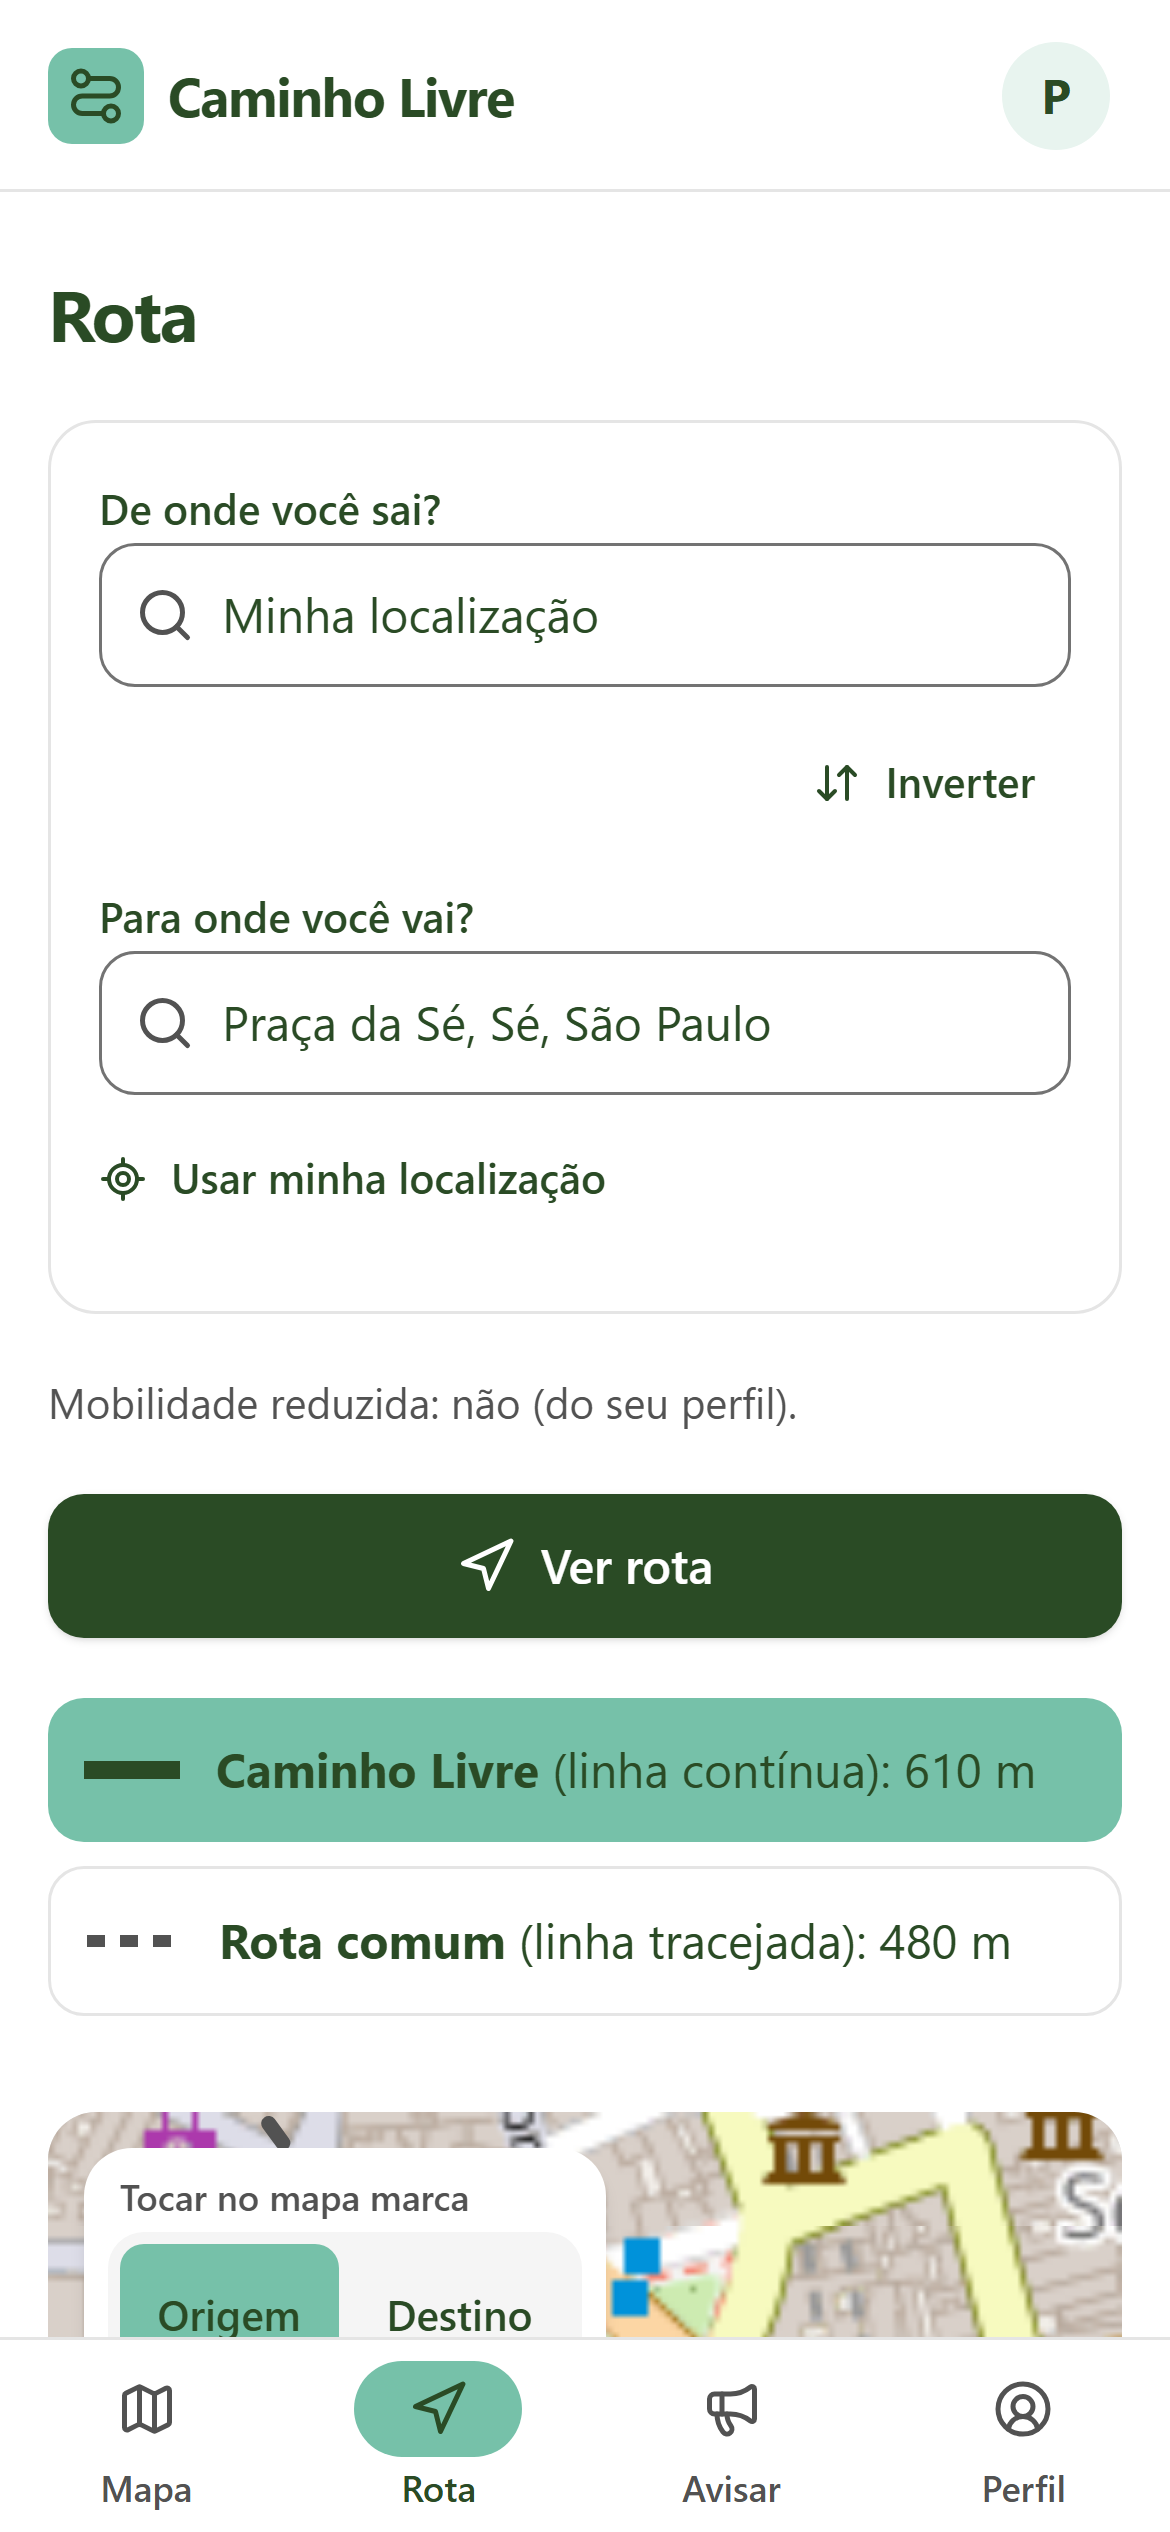 Caminho Livre
P
Rota
De onde você sai?
Minha localização
Inverter
Para onde você vai?
Praça da Sé, Sé, São Paulo
Usar minha localização
Mobilidade reduzida: não (do seu perfil).
Ver rota
Caminho Livre (linha contínua): 610 m
Rota comum (linha tracejada): 480 m
Tocar no mapa marca
Origem Destino
Mapa Rota Avisar Perfil